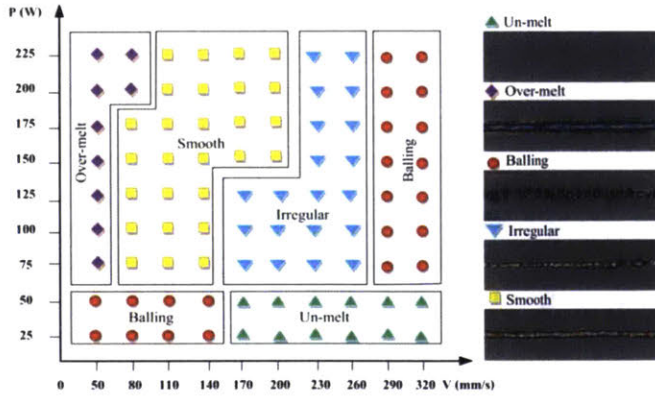 P (W)
Un-melt
225
200
Over-melt
175
Smooth
150
Over-melt
Balling
Balling
125
Irregular
100
Irregular
75
Smooth
50
Balling
Un-melt
25
0 50 80 110 140 170 200 230 260 290 320 V (mm/s)